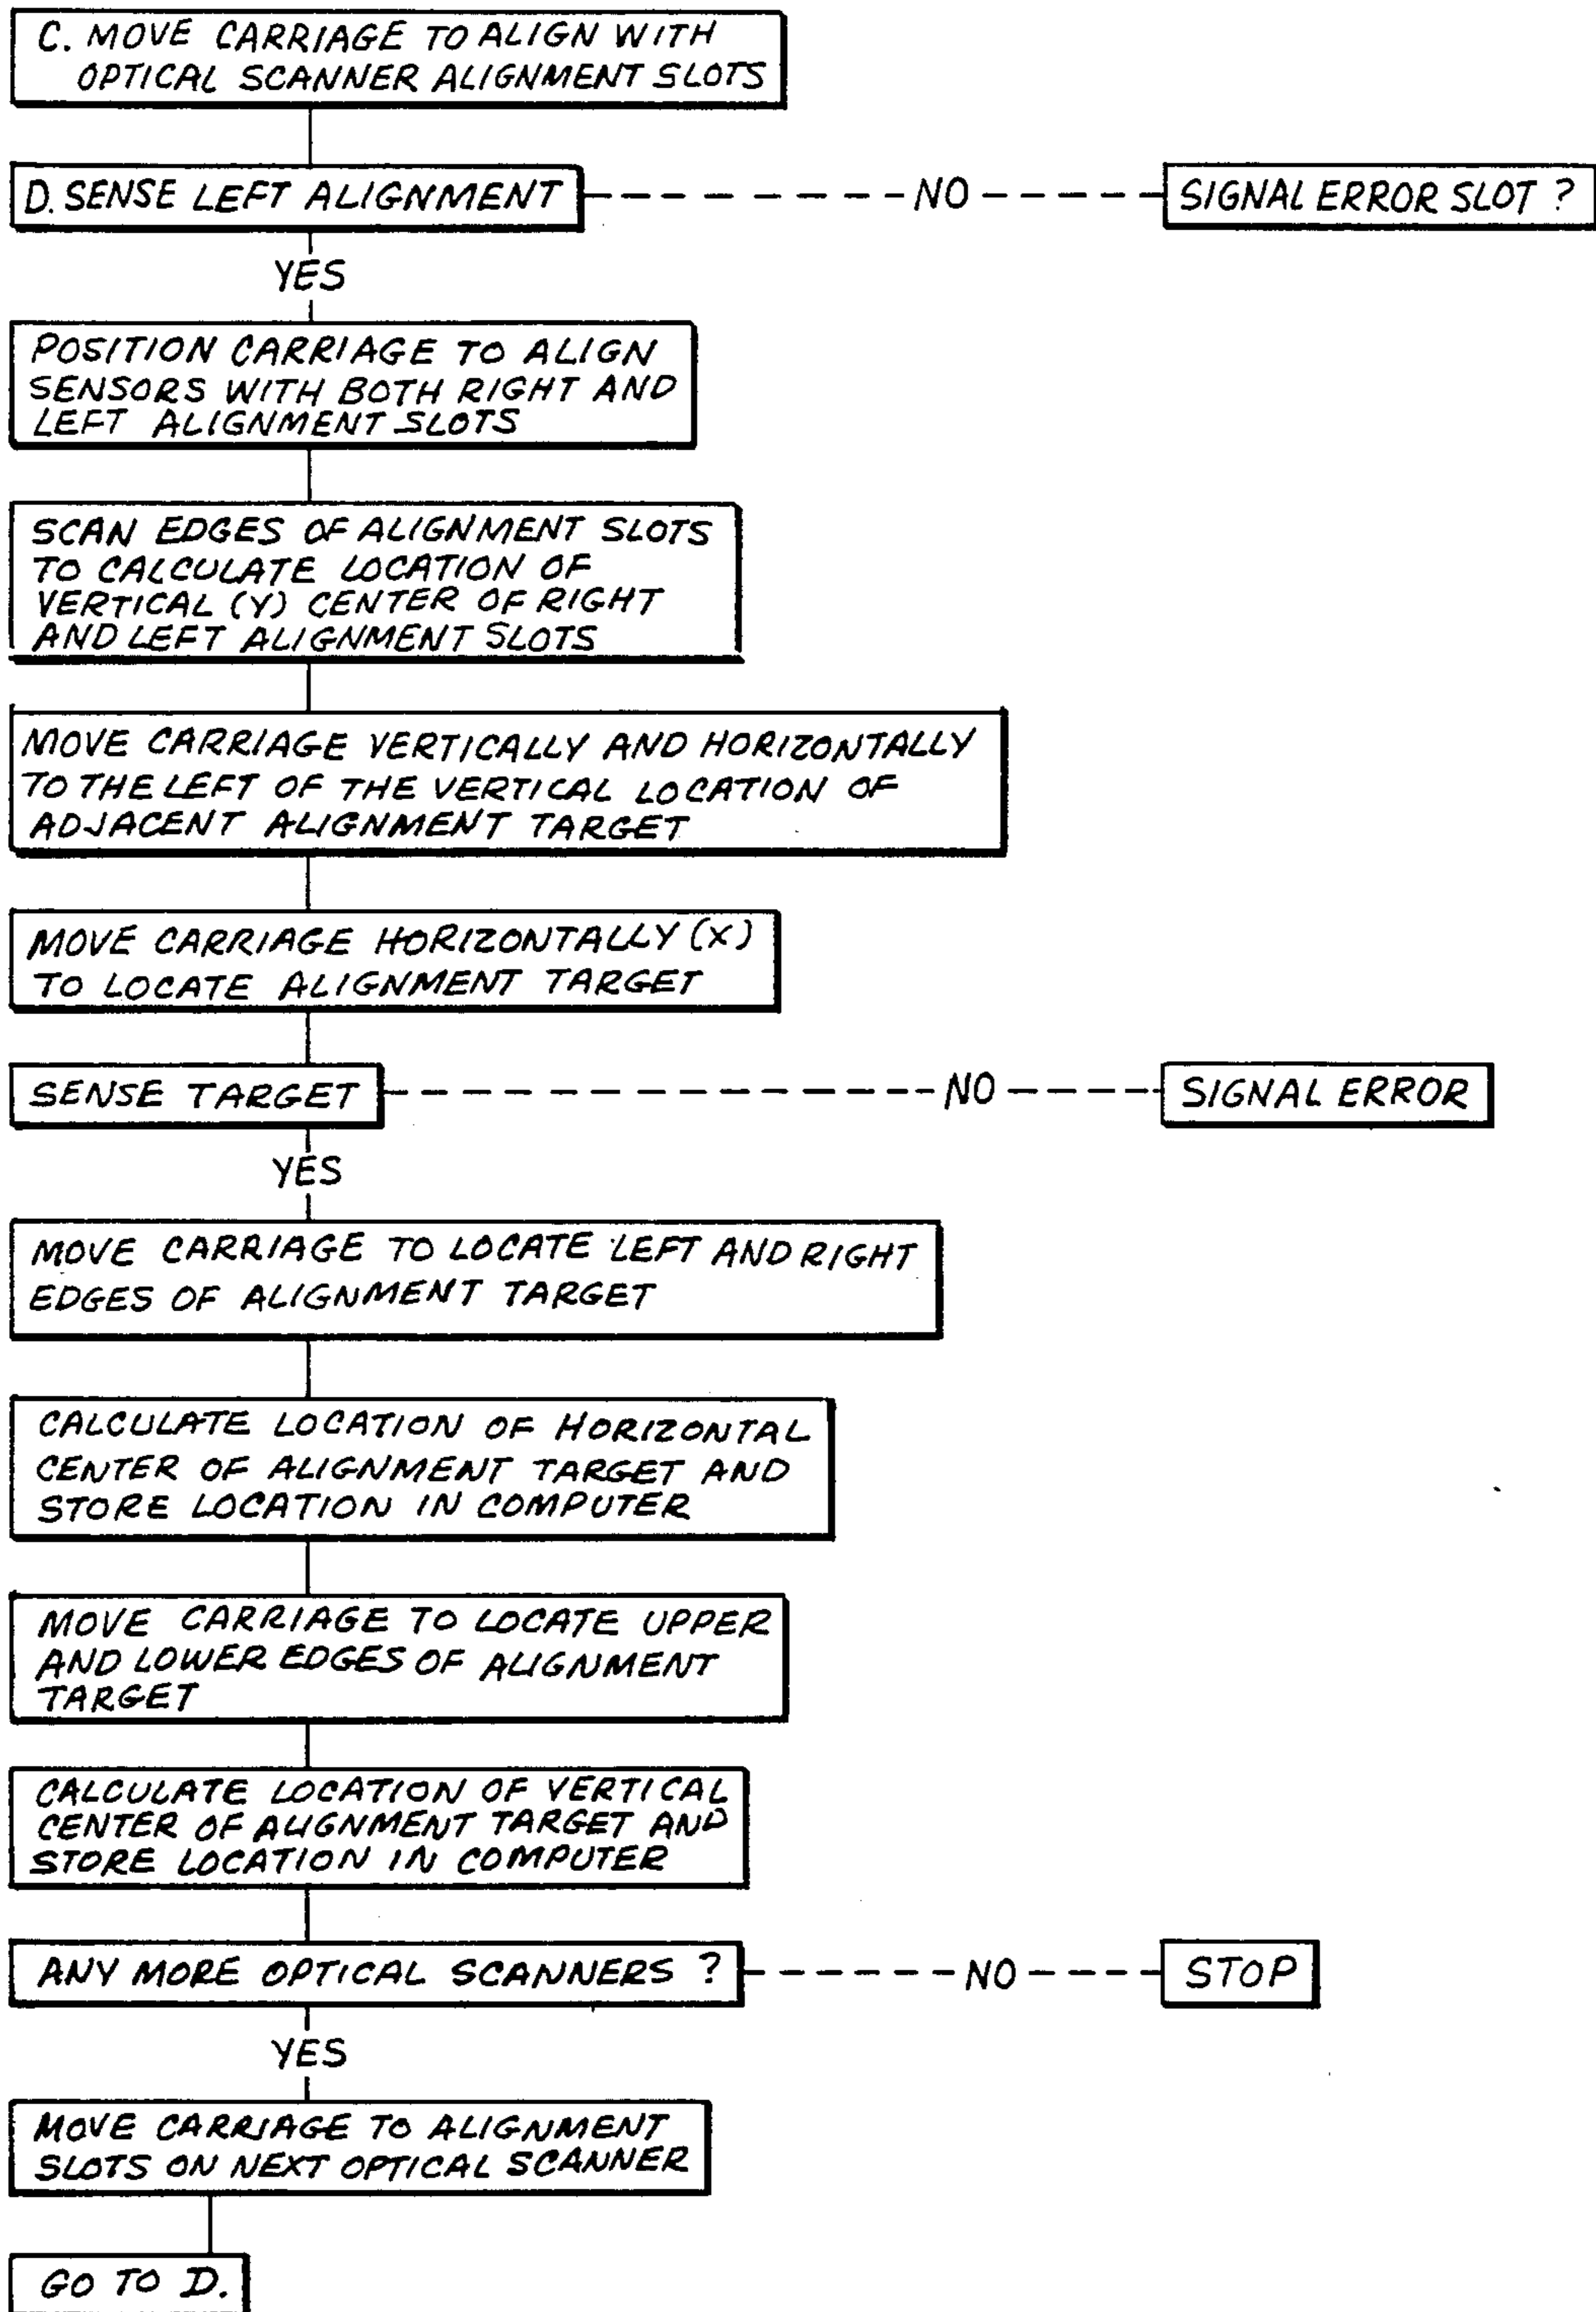 C. MOVE CARRIAGE TO ALIGN WITH
OPTICAL SCANNER ALIGNMENT SLOTS
D. SENSE LEFT ALIGNMENT
NO
SIGNAL ERROR SLOT ?
YES
POSITION CARRIAGE TO ALIGN
SENSORS WITH BOTH RIGHT AND
LEFT ALIGNMENT SLOTS
SCAN EDGES OF ALIGNMENT SLOTS
TO CALCULATE LOCATION OF
VERTICAL (Y) CENTER OF RIGHT
AND LEFT ALIGNMENT SLOTS
MOVE CARRIAGE VERTICALLY AND HORIZONTALLY
TO THE LEFT OF THE VERTICAL LOCATION OF
ADJACENT ALIGNMENT TARGET
MOVE CARRIAGE HORIZONTALLY (X)
TO LOCATE ALIGNMENT TARGET
SENSE TARGET
NO
SIGNAL ERROR
YES
MOVE CARRIAGE TO LOCATE LEFT AND RIGHT
EDGES OF ALIGNMENT TARGET
CALCULATE LOCATION OF HORIZONTAL
CENTER OF ALIGNMENT TARGET AND
STORE LOCATION IN COMPUTER
MOVE CARRIAGE TO LOCATE UPPER
AND LOWER EDGES OF ALIGNMENT
TARGET
CALCULATE LOCATION OF VERTICAL
CENTER OF ALIGNMENT TARGET AND
STORE LOCATION IN COMPUTER
ANY MORE OPTICAL SCANNERS ?
NO
STOP
YES
MOVE CARRIAGE TO ALIGNMENT
SLOTS ON NEXT OPTICAL SCANNER
GO TO D.